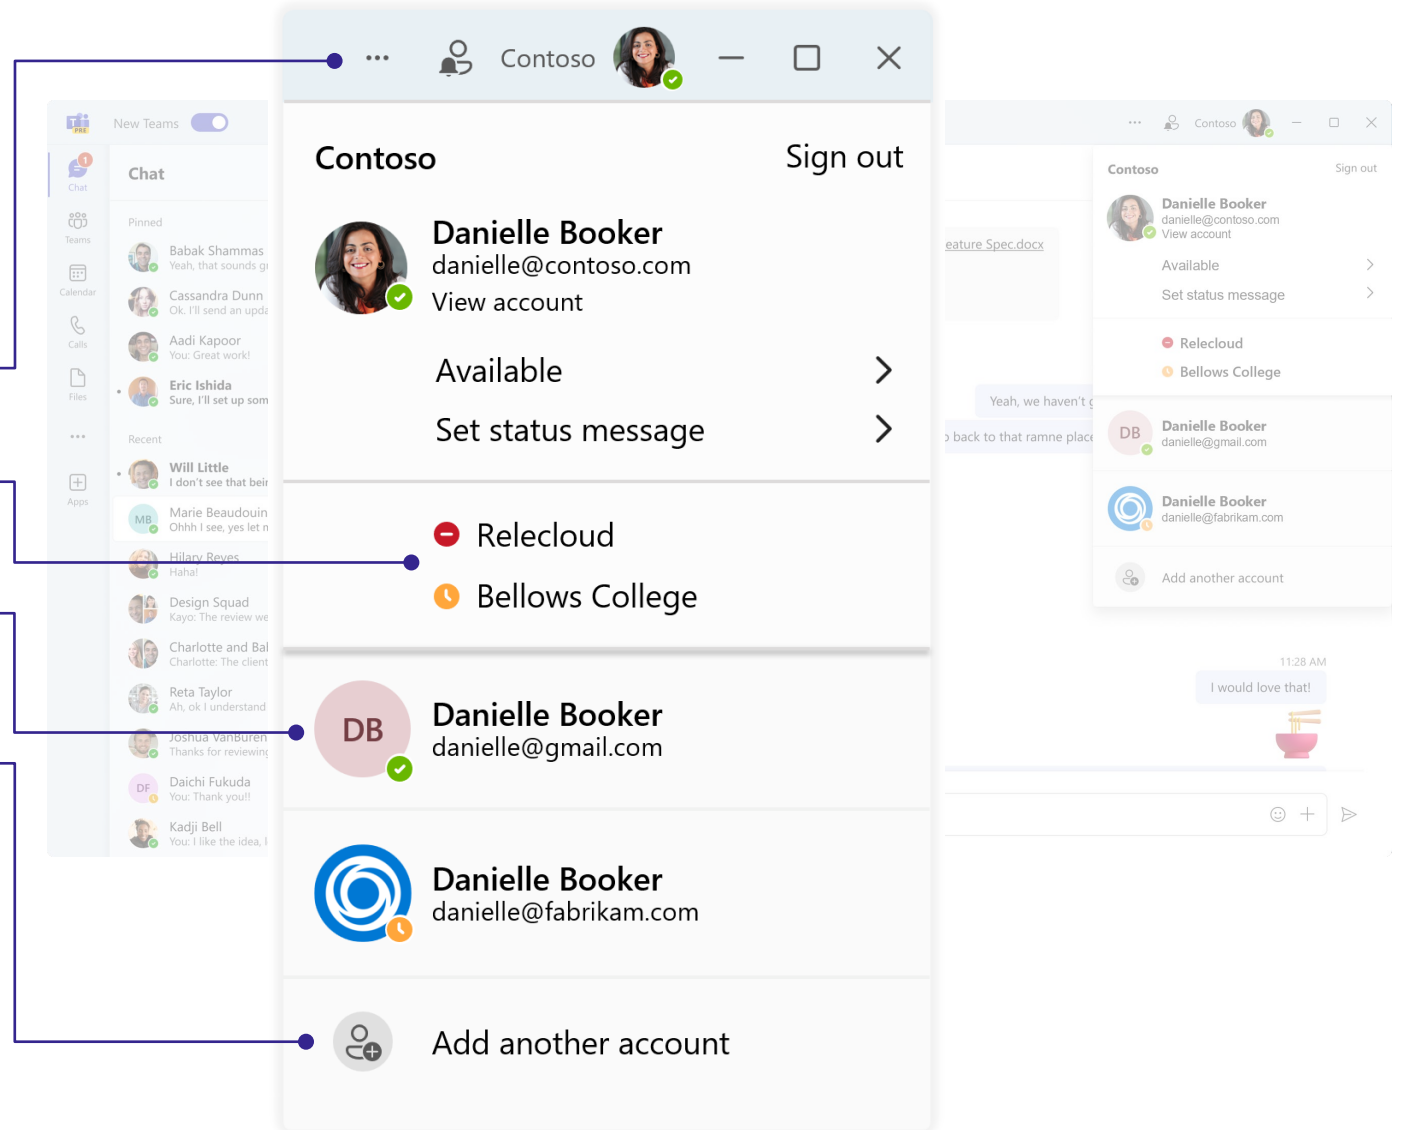 Contoso
Contoso
Sign out
Danielle Booker
danielle@contoso.com
View account
Available
Set status message
Relecloud
Bellows College
DB
Danielle Booker
danielle@gmail.com
Danielle Booker
danielle@fabrikam.com
Add another account
T
PRE
New Teams
1
Chat
Teams
Calendar
Calls
Files
Apps
Chat
Pinned
Babak Shammas
Yeah, that sounds g
Cassandra Dunn
Ok. I'll send an upda
Aadi Kapoor
You: Great work!
Eric Ishida
Sure, I'll set up som
Recent
Will Little
I don't see that bei
MB
Marie Beaudouin
Ohhh I see, yes let
Hilary Reyes
Haha!
Design Squad
Kayo: The review we
Charlotte and Bal
Charlotte: The client
Reta Taylor
Ah, ok I understand
Joshua VanBuren
Thanks for reviewing
DF
Daichi Fukuda
You: Thank you!!
Kadji Bell
You: I like the idea, l
Contoso
eature Spec.docx
Yeah, we haven't g
back to that ramne place
Contoso
Sign out
Danielle Booker
danielle@contoso.com
View account
Available
Set status message
Relecloud
Bellows College
DB
Danielle Booker
danielle@gmail.com
Danielle Booker
danielle@fabrikam.com
Add another account
11:28 AM
I would love that!